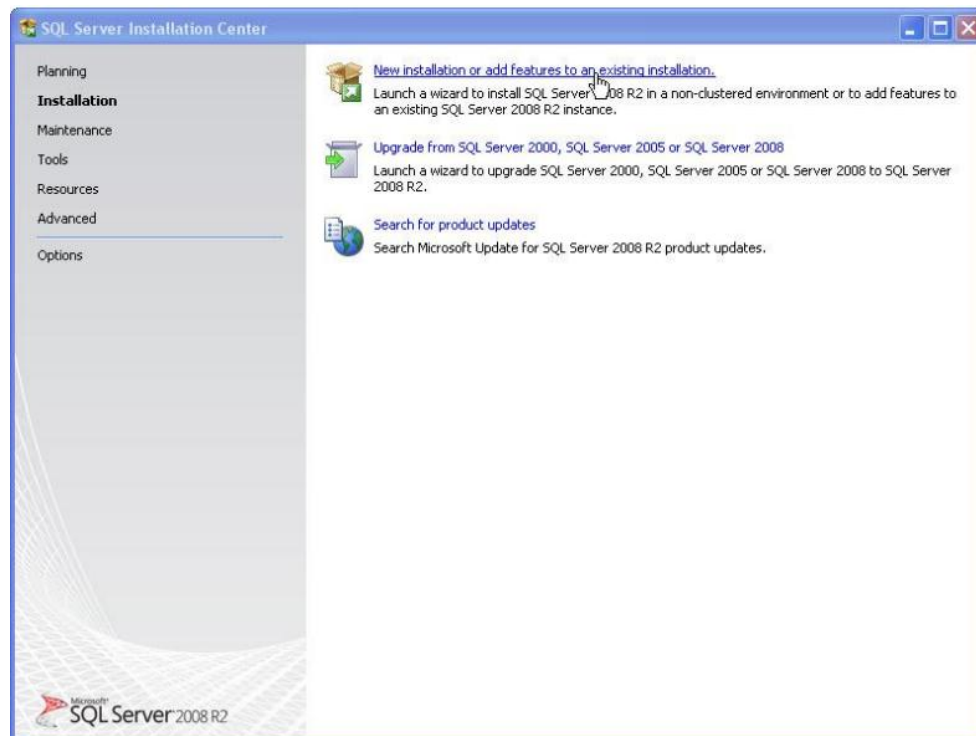 SQL Server Installation Center
Planning
Installation
Maintenance
Tools
Resources
Advanced
Options
New installation or add features to an existing installation.
Launch a wizard to install SQL Server 2008 R2 in a non-clustered environment or to add features to
an existing SQL Server 2008 R2 instance.
Upgrade from SQL Server 2000, SQL Server 2005 or SQL Server 2008
Launch a wizard to upgrade SQL Server 2000, SQL Server 2005 or SQL Server 2008 to SQL Server
2008 R2.
Search for product updates
Search Microsoft Update for SQL Server 2008 R2 product updates.
Microsoft
SQL Server 2008 R2